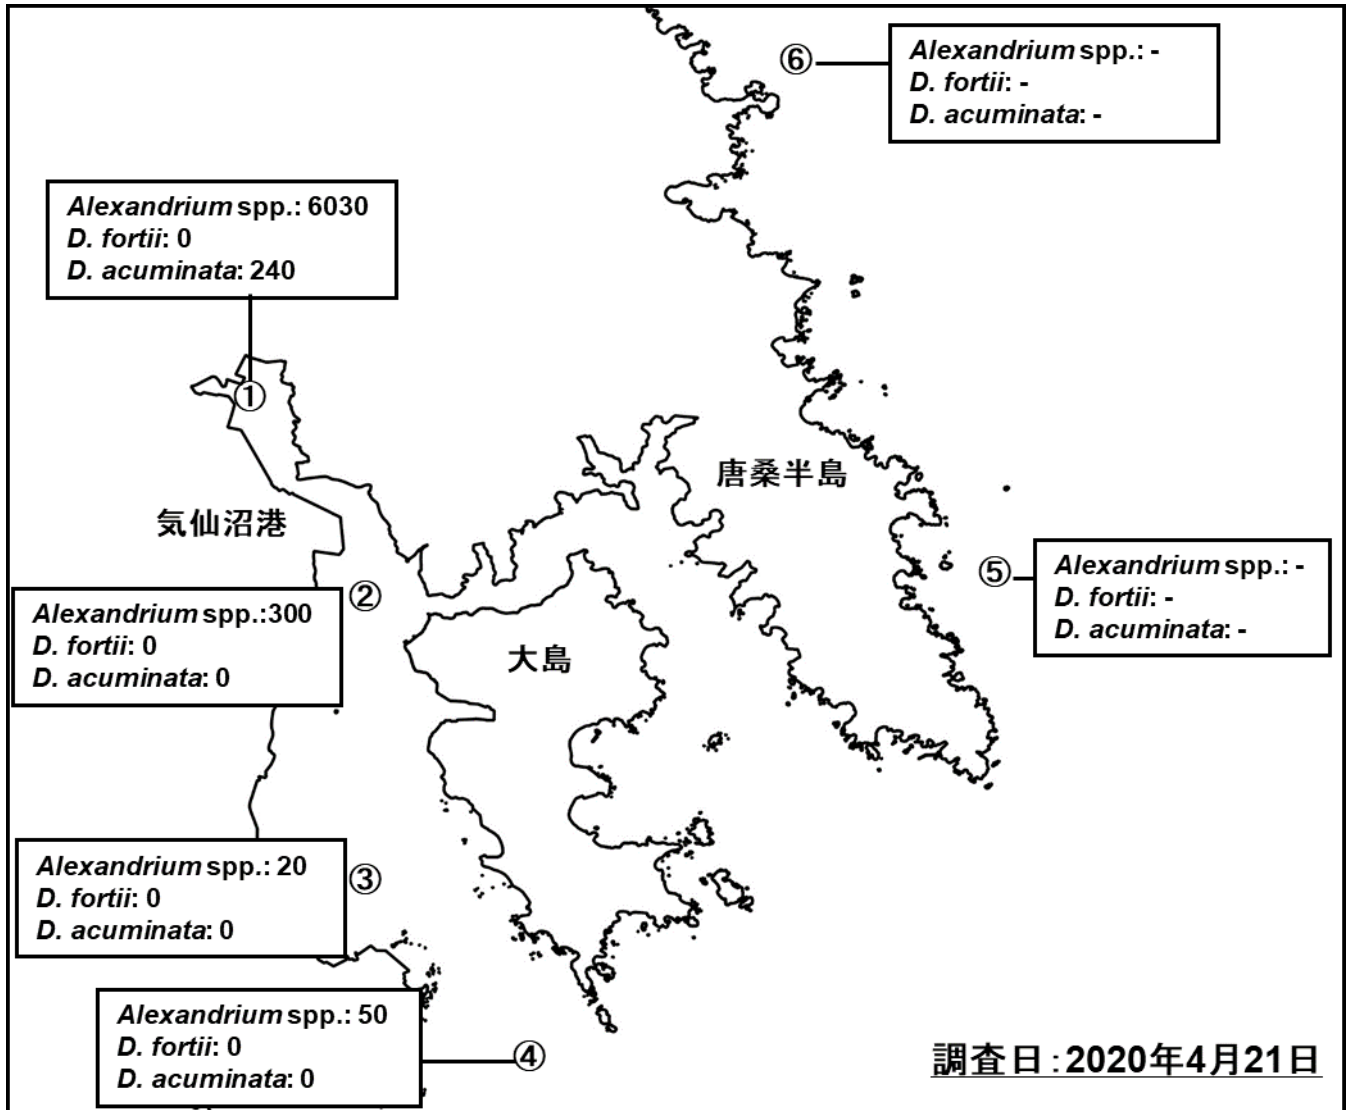 ⑥
Alexandrium spp.: -
D. fortii: -
D. acuminata: -
Alexandrium spp.: 6030
D. fortii: 0
D. acuminata: 240
①
唐桑半島
気仙沼港
②
Alexandrium spp.:300
D. fortii: 0
D. acuminata: 0
⑤
Alexandrium spp.: -
D. fortii: -
D. acuminata: -
大島
Alexandrium spp.: 20
D. fortii: 0
D. acuminata: 0
③
Alexandrium spp.: 50
D. fortii: 0
D. acuminata: 0
④
調査日:2020年4月21日